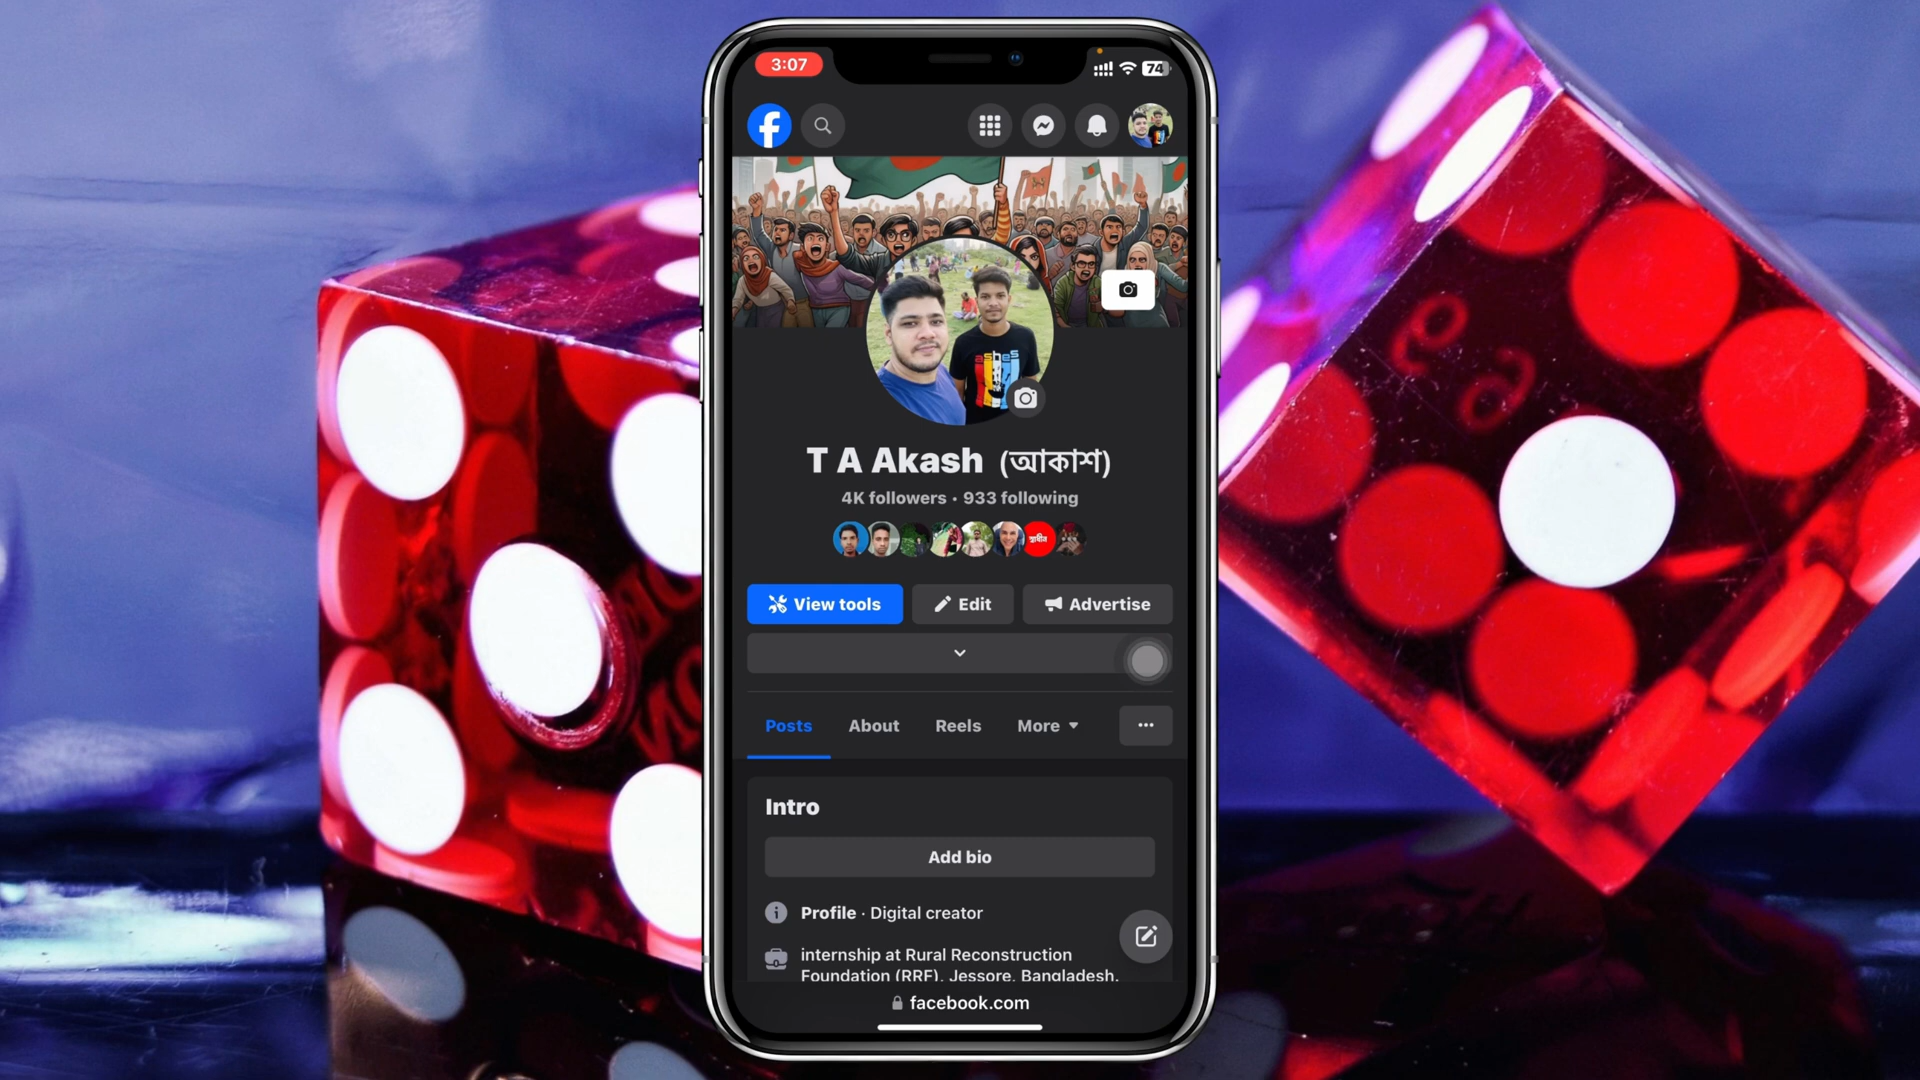 3:07
74
T A Akash (আকাশ)
4K followers • 933 following
স্বাধীন
View tools
Edit
Advertise
Posts
About
Reels
More
Intro
Add bio
Profile · Digital creator
internship at Rural Reconstruction
Foundation (RRF), Jessore, Bangladesh.
facebook.com
ashes